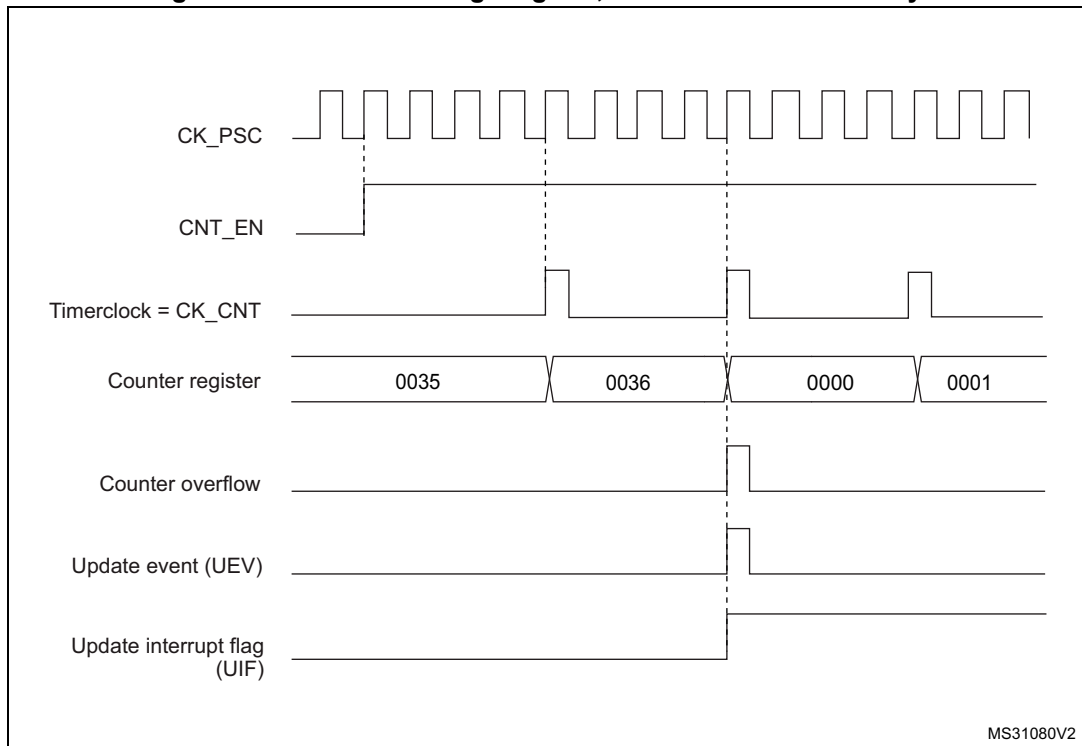 CK_PSC
CNT_EN
Timerclock = CK_CNT
Counter register
0035
0036
0000
0001
Counter overflow
Update event (UEV)
Update interrupt flag
(UIF)
MS31080V2